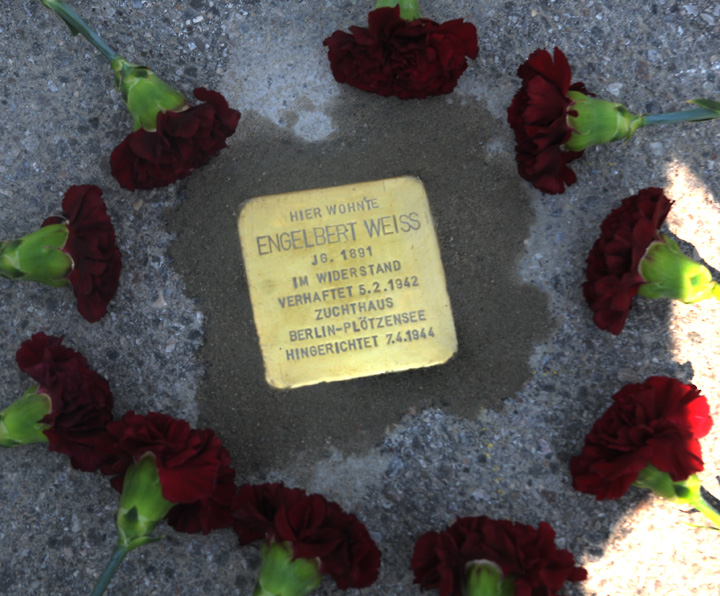 HIER WOHNTE
ENGELBERT WEISS
JG. 1891
IM WIDERSTAND
VERHAFTET 5.2.1942
ZUCHTHAUS
BERLIN-PLÖTZENSEE
HINGERICHTET 7.4.1944